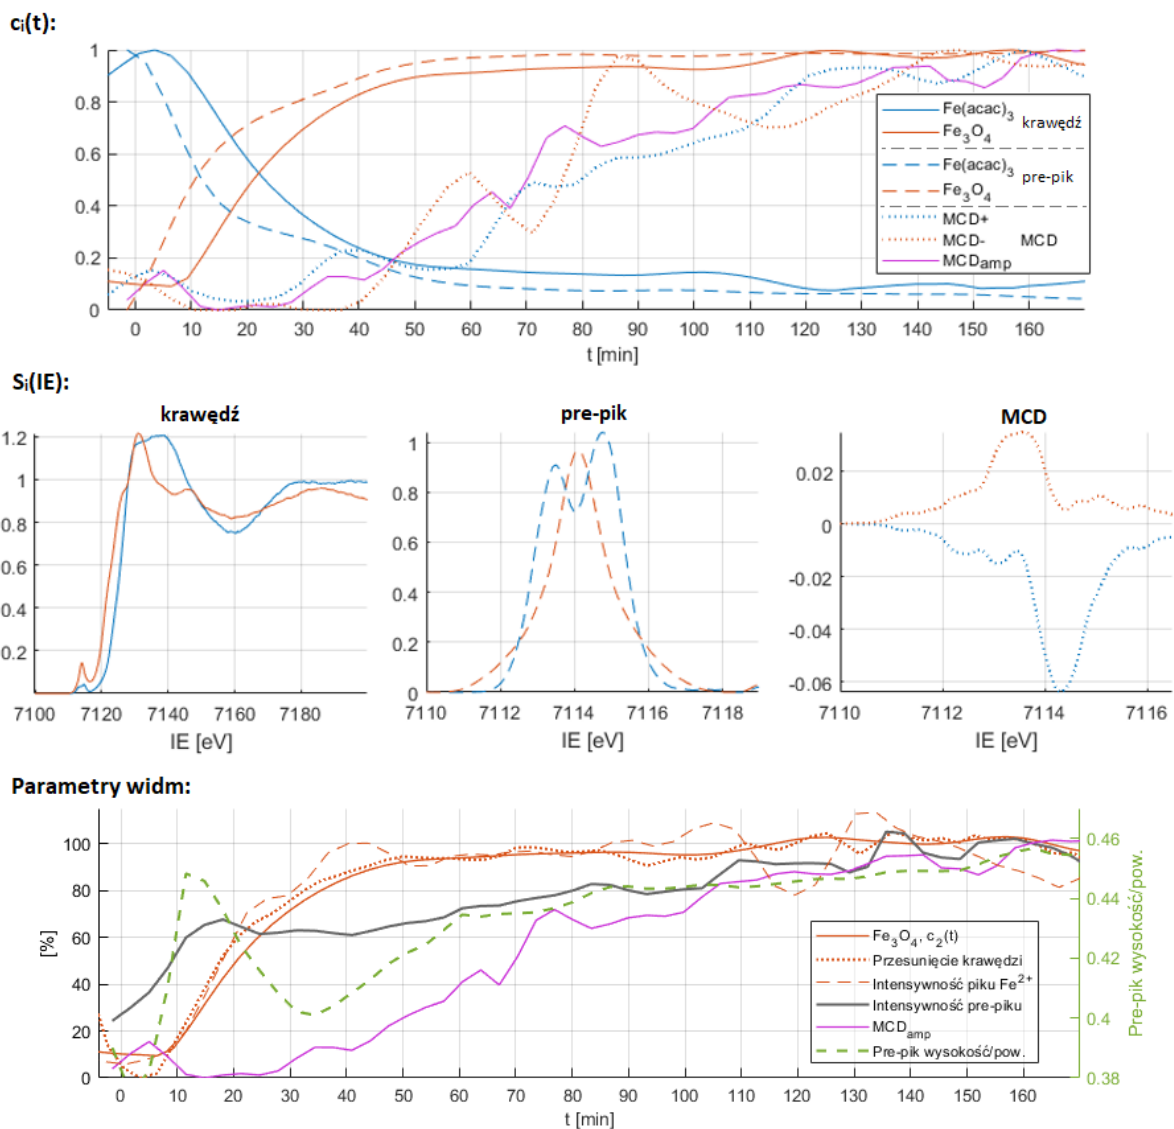 cᵢ(t):
1
0.8
0.6
0.4
0.2
0
0 10 20 30 40 50 60 70 80 90 100 110 120 130 140 150 160
t [min]
Fe(acac)₃
krawędź
Fe₃O₄
Fe(acac)₃
pre-pik
Fe₃O₄
MCD+
MCD- MCD
MCDₐₘₚ
Sᵢ(IE):
krawędź
1.2
1
0.8
0.6
0.4
0.2
7100 7120 7140 7160 7180
IE [eV]
pre-pik
1
0.8
0.6
0.4
0.2
0
7110 7112 7114 7116 7118
IE [eV]
MCD
0.02
0
-0.02
-0.04
-0.06
7110 7112 7114 7116
IE [eV]
Parametry widm:
[%]
100
80
60
40
20
0
0 10 20 30 40 50 60 70 80 90 100 110 120 130 140 150 160
t [min]
0.46
0.44
0.42
0.4
0.38
Pre-pik wysokość/pow.
Fe₃O₄, c₂(t)
Przesunięcie krawędzi
Intensywność piku Fe²⁺
Intensywność pre-piku
MCDₐₘₚ
Pre-pik wysokość/pow.